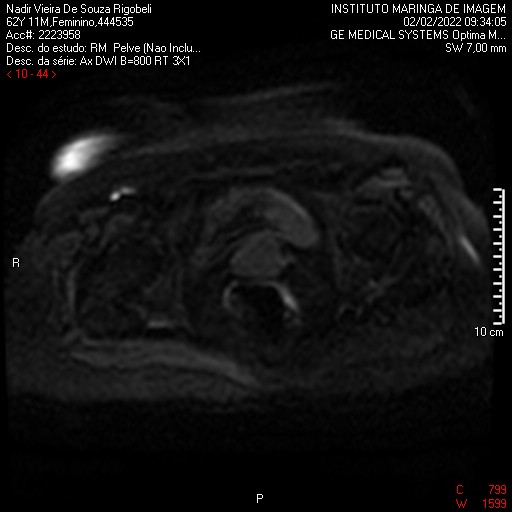 Nadir Vieira De Souza Rigobeli
62Y 11M,Feminino,444535
Acc#: 2223958
Desc. do estudo: RM Pelve (Nao Inclu...
Desc. da série: Ax DWI B=800 RT 3X1
< 10 - 44 >
INSTITUTO MARINGA DE IMAGEM
02/02/2022 09:34:05
GE MEDICAL SYSTEMS Optima M...
SW 7,00 mm
R
10 cm
P
C 799
W 1599